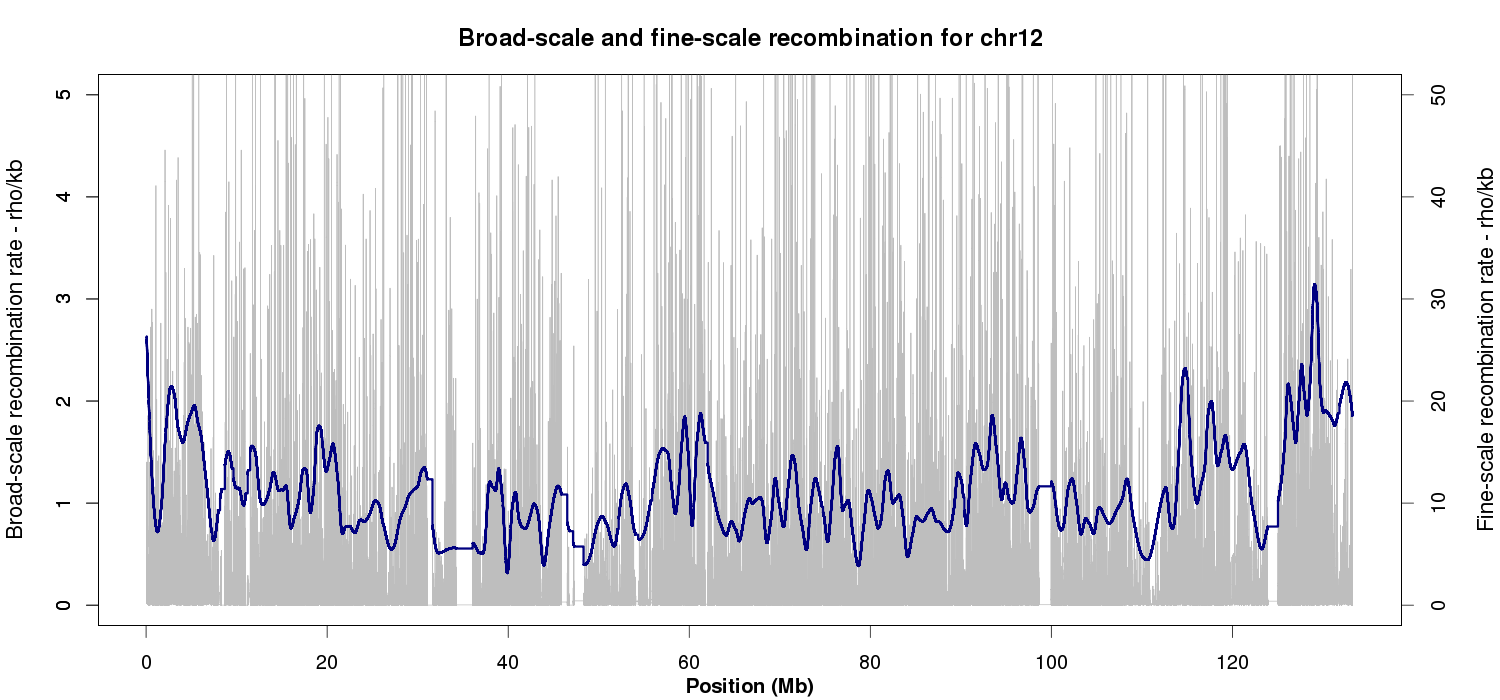 Broad-scale and fine-scale recombination for chr12
Broad-scale recombination rate - rho/kb
5
4
3
2
1
0
50
40
30
20
10
0
Fine-scale recombination rate - rho/kb
0 20 40 60 80 100 120
Position (Mb)